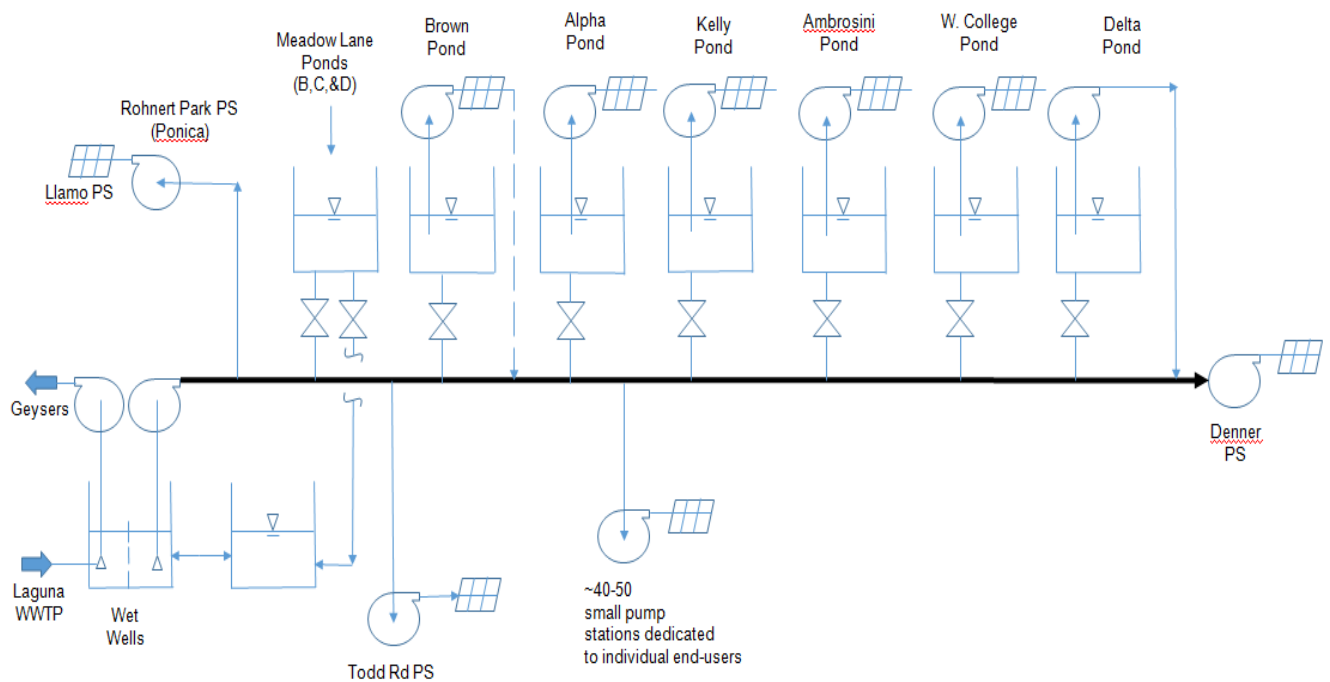 Meadow Lane
Ponds
(B,C,&D)
Brown
Pond
Alpha
Pond
Kelly
Pond
Ambrosini
Pond
W. College
Pond
Delta
Pond
Rohnert Park PS
(Ponica)
Llamo PS
Geysers
Denner
PS
Laguna
WWTP
Wet
Wells
Todd Rd PS
~40-50
small pump
stations dedicated
to individual end-users